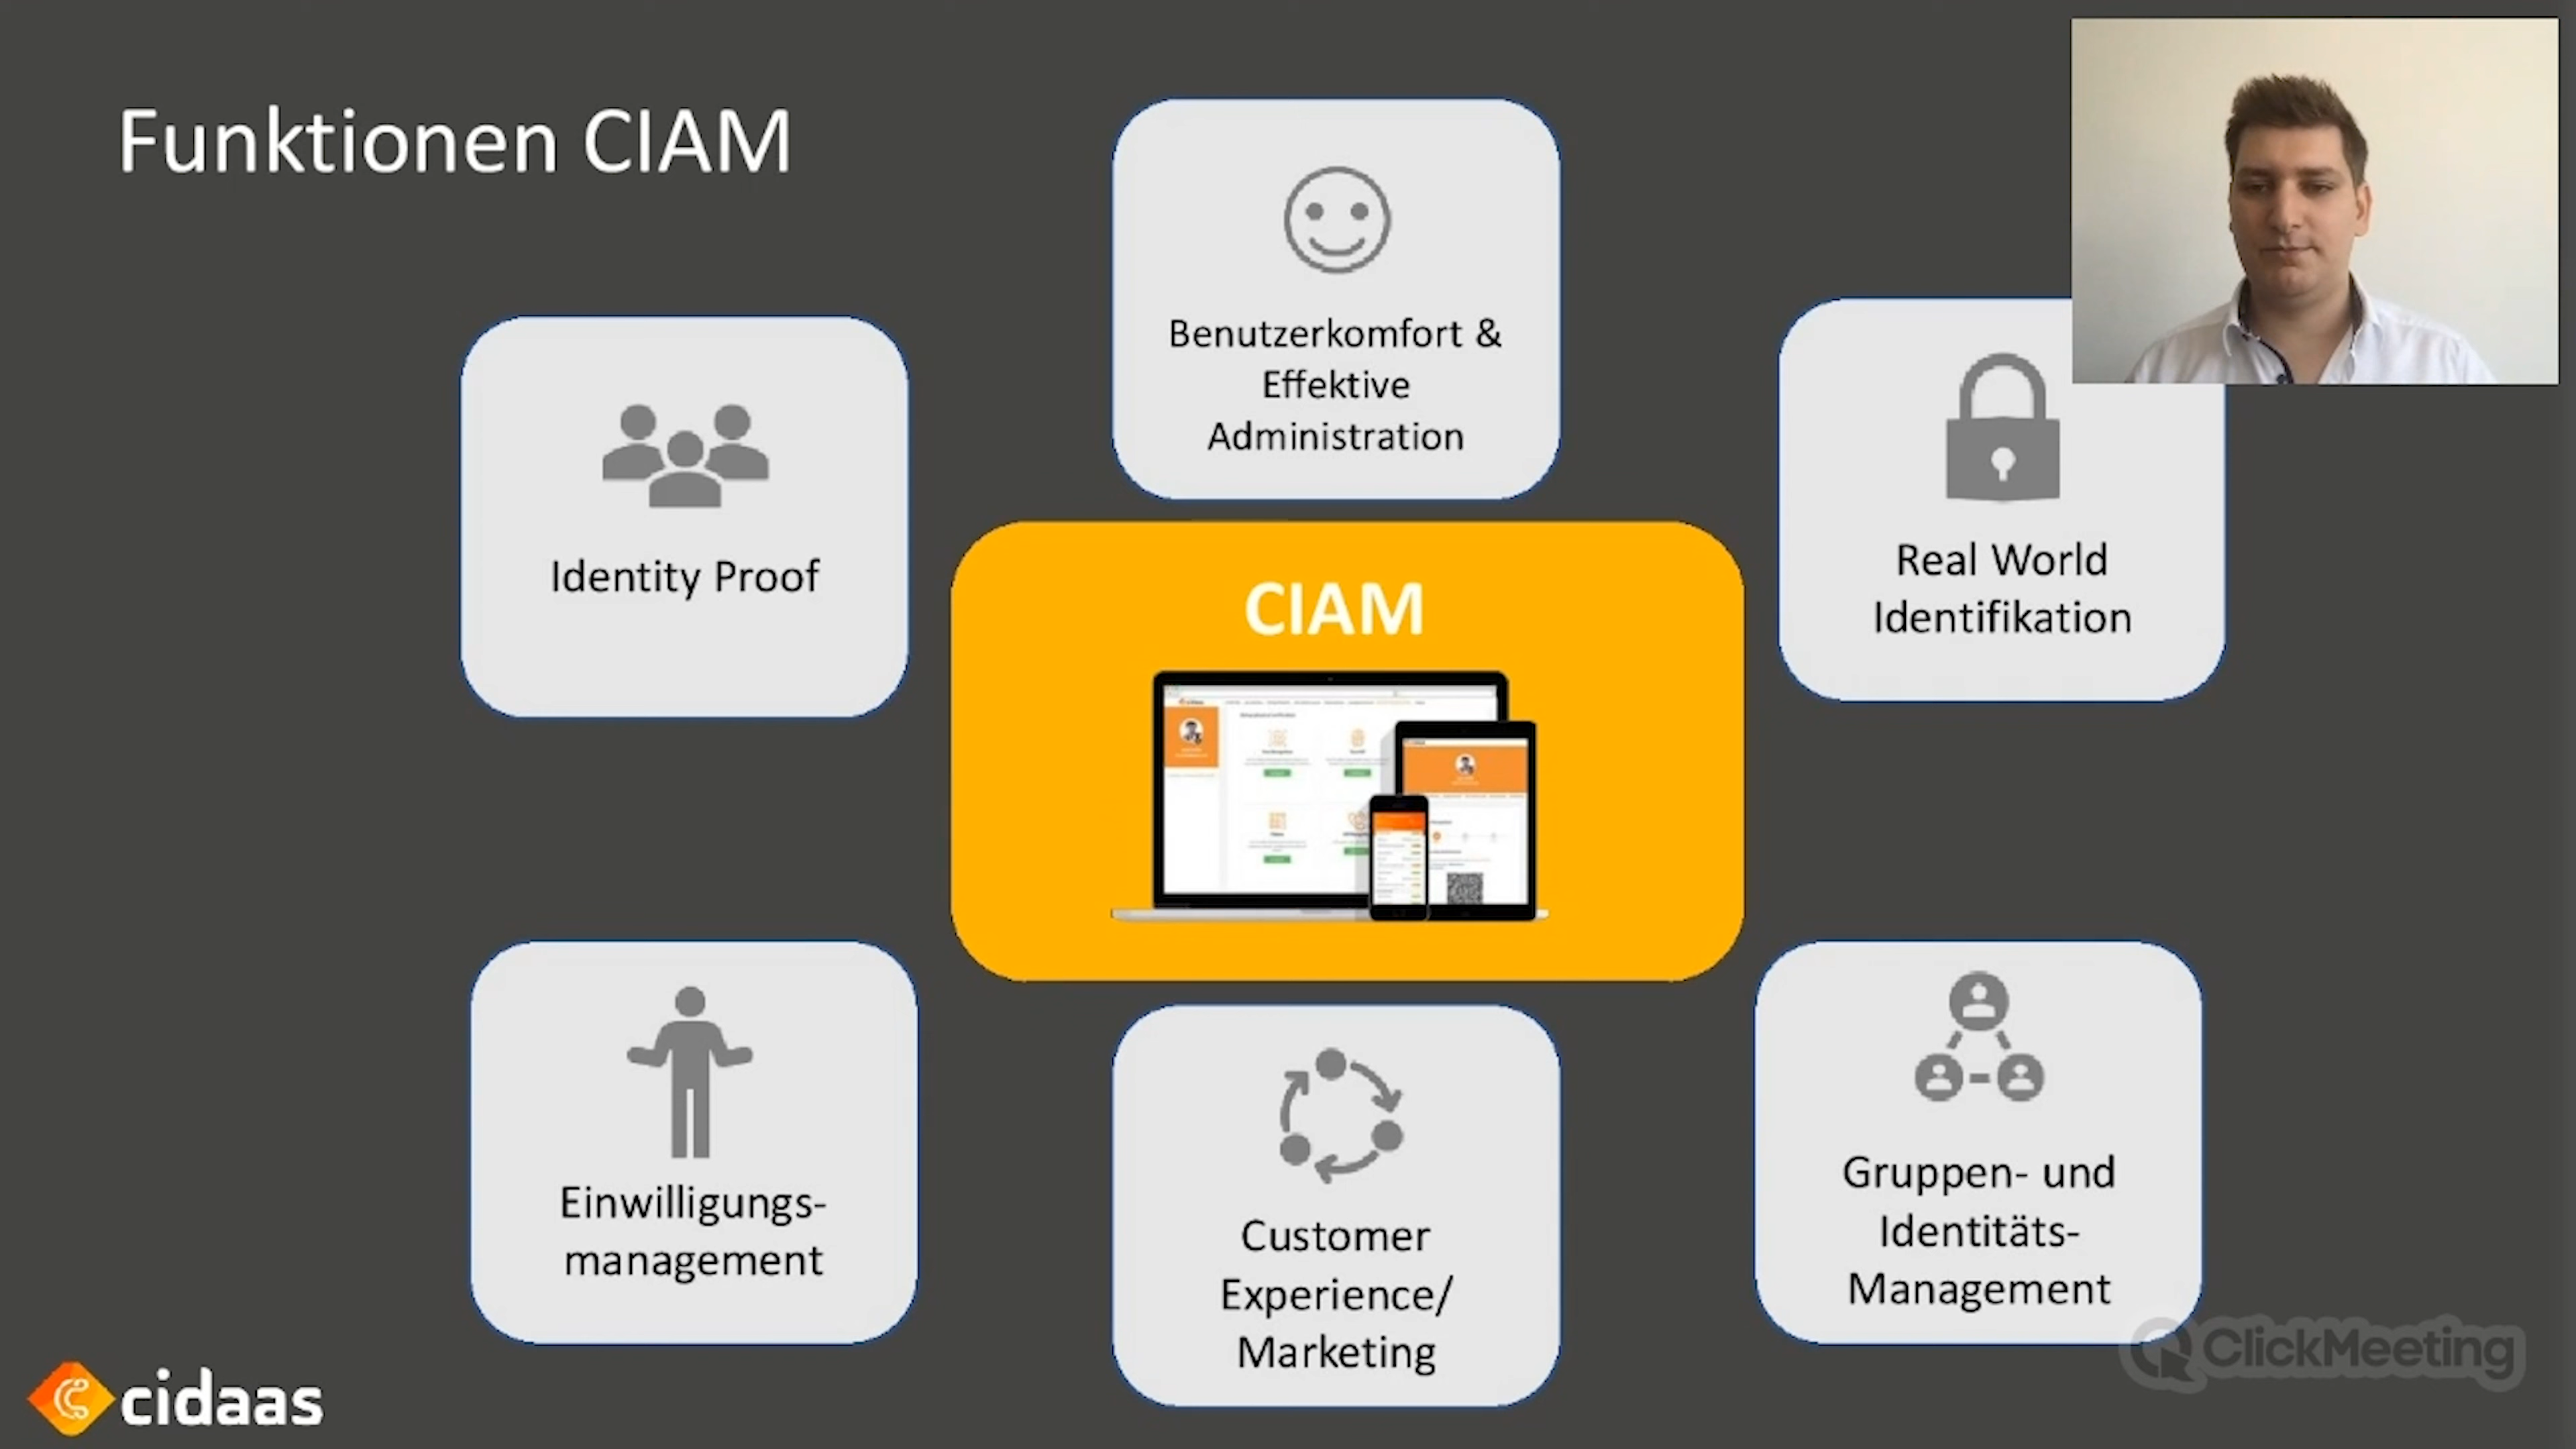 Funktionen CIAM
Benutzerkomfort &
Effektive
Administration
Identity Proof
Real World
Identifikation
CIAM
Einwilligungs-
management
Customer
Experience/
Marketing
Gruppen- und
Identitäts-
Management
cidaas
ClickMeeting